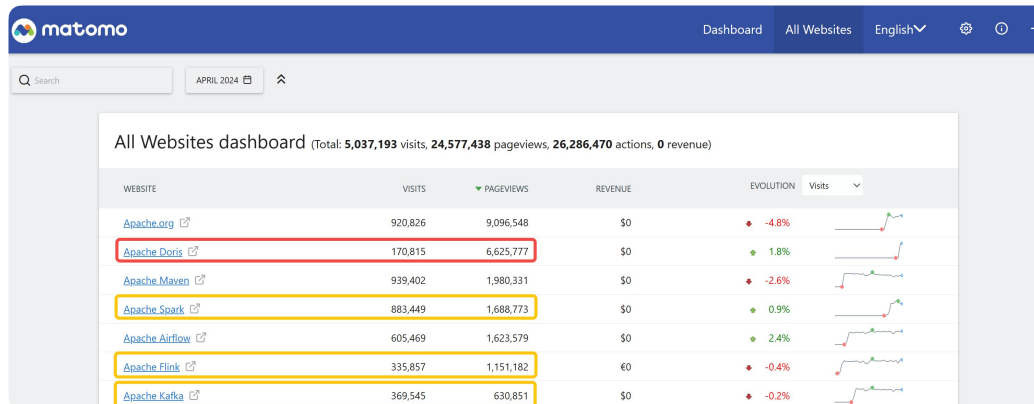 matomo Dashboard All Websites English
Search APRIL 2024
All Websites dashboard (Total: 5,037,193 visits, 24,577,438 pageviews, 26,286,470 actions, 0 revenue)
WEBSITE VISITS PAGEVIEWS REVENUE EVOLUTION Visits
Apache.org 920,826 9,096,548 $0 -4.8%
Apache Doris 170,815 6,625,777 $0 1.8%
Apache Maven 939,402 1,980,331 $0 -2.6%
Apache Spark 883,449 1,688,773 $0 0.9%
Apache Airflow 605,469 1,623,579 $0 2.4%
Apache Flink 335,857 1,151,182 €0 -0.4%
Apache Kafka 369,545 630,851 $0 -0.2%